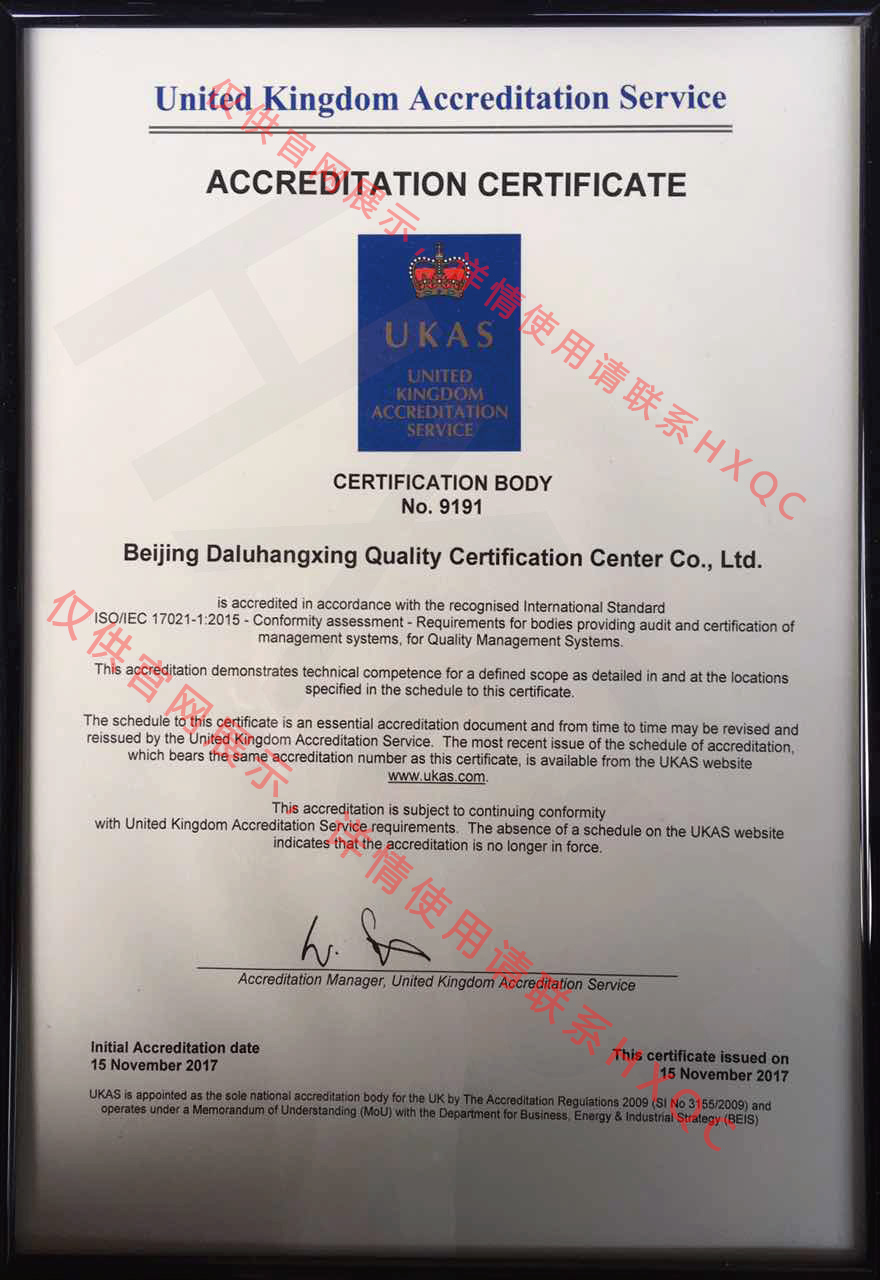 United Kingdom Accreditation Service
ACCREDITATION CERTIFICATE
UKAS
UNITED
KINGDOM
ACCREDITATION
SERVICE
CERTIFICATION BODY
No. 9191
Beijing Daluhangxing Quality Certification Center Co., Ltd.
is accredited in accordance with the recognised International Standard
ISO/IEC 17021-1:2015 - Conformity assessment - Requirements for bodies providing audit and certification of
management systems, for Quality Management Systems.
This accreditation demonstrates technical competence for a defined scope as detailed in and at the locations
specified in the schedule to this certificate.
The schedule to this certificate is an essential accreditation document and from time to time may be revised and
reissued by the United Kingdom Accreditation Service. The most recent issue of the schedule of accreditation,
which bears the same accreditation number as this certificate, is available from the UKAS website
www.ukas.com.
This accreditation is subject to continuing conformity
with United Kingdom Accreditation Service requirements. The absence of a schedule on the UKAS website
indicates that the accreditation is no longer in force.
Accreditation Manager, United Kingdom Accreditation Service
Initial Accreditation date
15 November 2017
This certificate issued on
15 November 2017
UKAS is appointed as the sole national accreditation body for the UK by The Accreditation Regulations 2009 (SI No 3155/2009) and
operates under a Memorandum of Understanding (MoU) with the Department for Business, Energy & Industrial Strategy (BEIS)
仅供官网展示，详情使用请联系HXQC
仅供官网展示，详情使用请联系HXQC